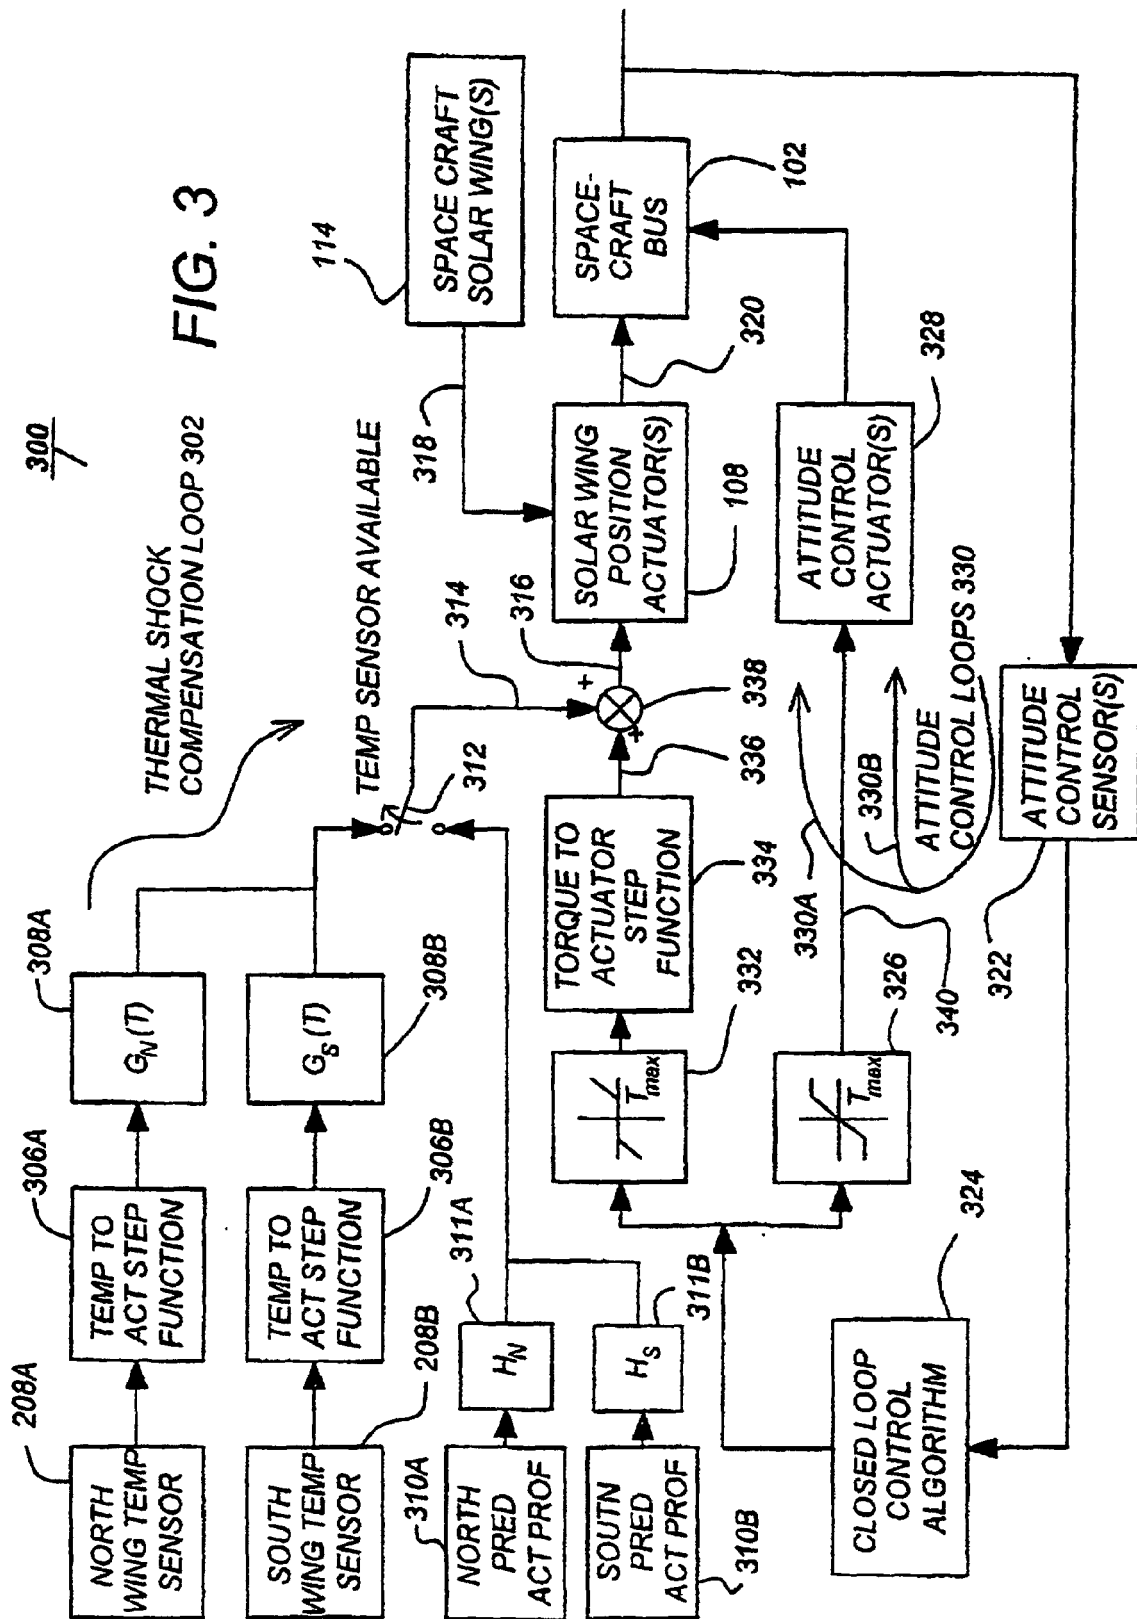 300
FIG. 3
THERMAL SHOCK
COMPENSATION LOOP 302
208A
NORTH
WING TEMP
SENSOR
306A
TEMP TO
ACT STEP
FUNCTION
308A
G_N(T)
SOUTH
WING TEMP
SENSOR
208B
TEMP TO
ACT STEP
FUNCTION
306B
G_S(T)
308B
TEMP SENSOR AVAILABLE
312
314
310A
NORTH
PRED
ACT PROF
311A
H_N
SOUTN
PRED
ACT PROF
310B
H_S
311B
114
SPACE CRAFT
SOLAR WING(S)
318
T_max
332
TORQUE TO
ACTUATOR
STEP
FUNCTION
334
336
+
+
338
316
SOLAR WING
POSITION
ACTUATOR(S)
108
320
SPACE-
CRAFT
BUS
102
T_max
326
340
330A
330B
ATTITUDE
CONTROL LOOPS 330
ATTITUDE
CONTROL
ACTUATOR(S)
328
CLOSED LOOP
CONTROL
ALGORITHM
324
322
ATTITUDE
CONTROL
SENSOR(S)